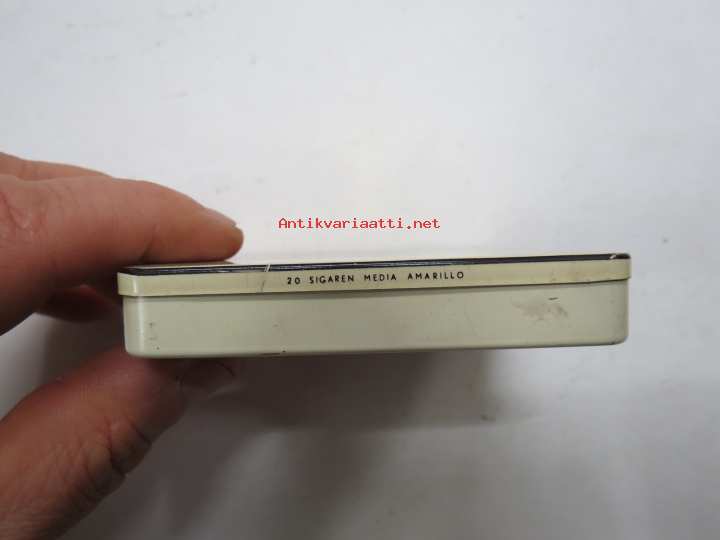 Antikvariaatti.net
20 SIGAREN MEDIA AMARILLO